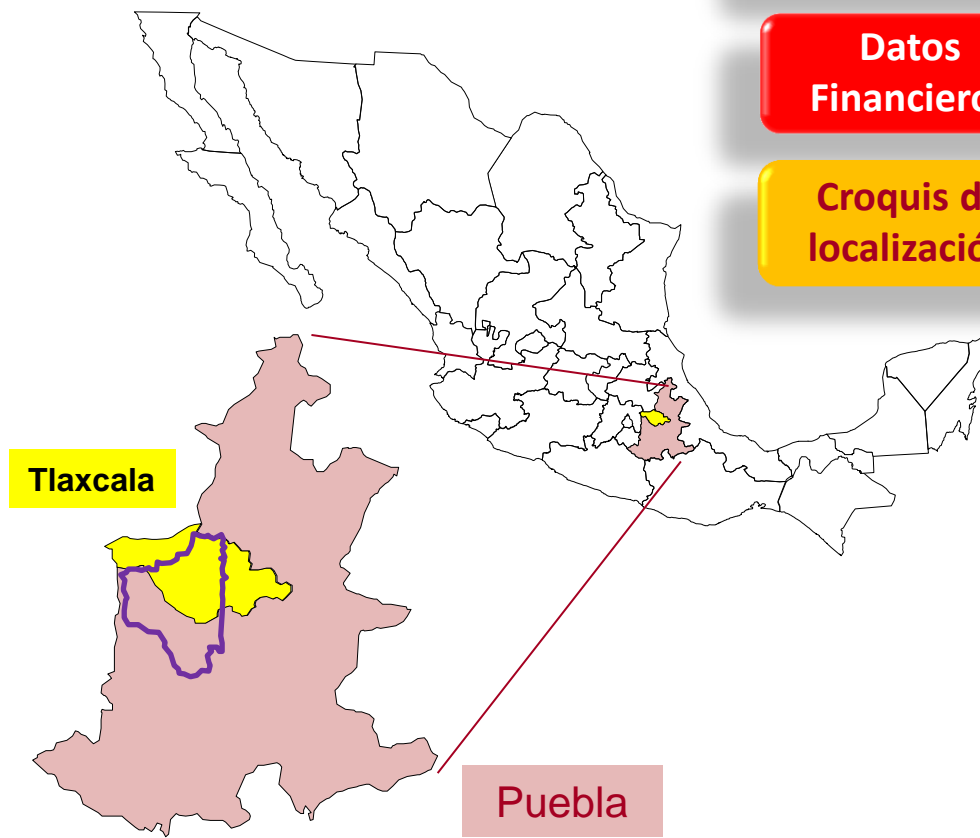 Datos
Financiero
Croquis d
localizació
Tlaxcala
Puebla